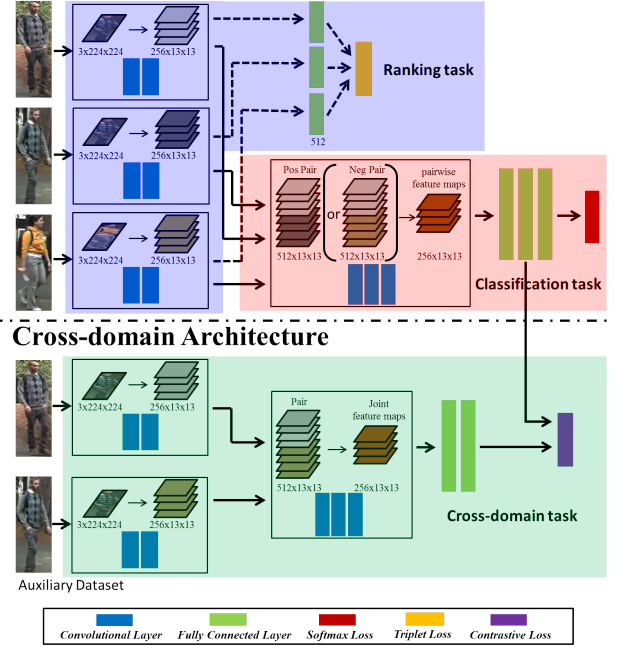 3x224x224 256x13x13
Ranking task
512
3x224x224 256x13x13
Pos Pair Neg Pair pairwise
feature maps
or
3x224x224 256x13x13
512x13x13 512x13x13 256x13x13
Classification task
Cross-domain Architecture
3x224x224 256x13x13
Pair Joint
feature maps
3x224x224 256x13x13
512x13x13 256x13x13
Cross-domain task
Auxiliary Dataset
Convolutional Layer Fully Connected Layer Softmax Loss Triplet Loss Contrastive Loss